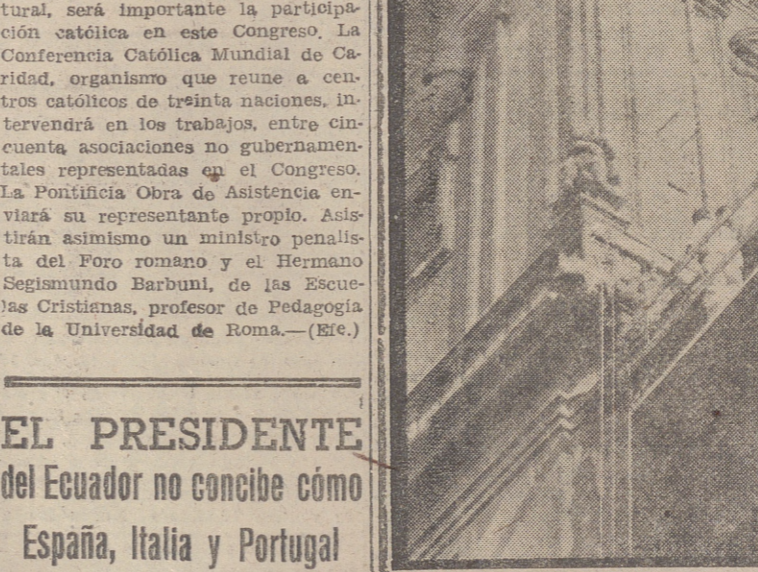 tural, será importante la participa-
ción católica en este Congreso. La
Conferencia Católica Mundial de Ca-
ridad, organismo que reune a cen-
tros católicos de treinta naciones, in-
tervendrá en los trabajos, entre cin-
cuenta asociaciones no gubernamen-
tales representadas en el Congreso.
La Pontificia Obra de Asistencia en-
viará su representante propio. Asis-
tirán asimismo un ministro penalis-
ta del Foro romano y el Hermano
Segismundo Barbuni, de las Escue-
las Cristianas, profesor de Pedagogia
de la Universidad de Roma.—(Efe.)
EL PRESIDENTE
del Ecuador no concibe cómo
España, Italia y Portugal